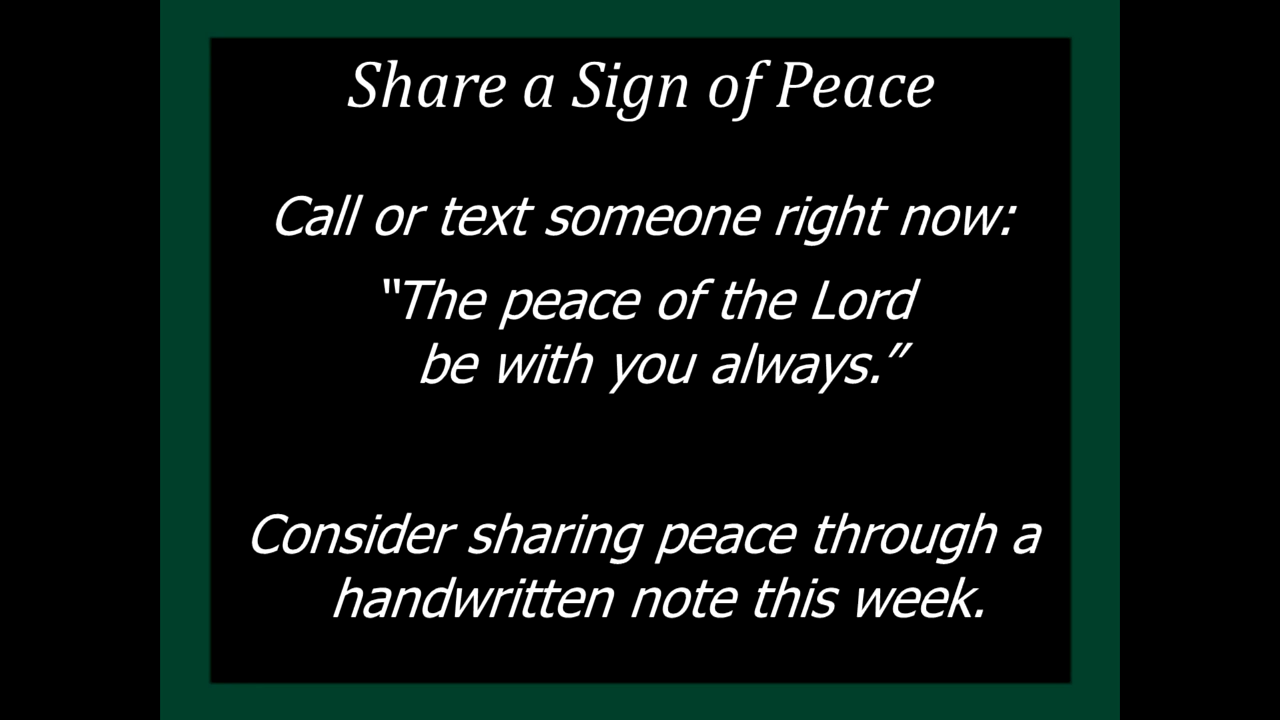 Share a Sign of Peace
Call or text someone right now:
“The peace of the Lord
be with you always.”
Consider sharing peace through a
handwritten note this week.